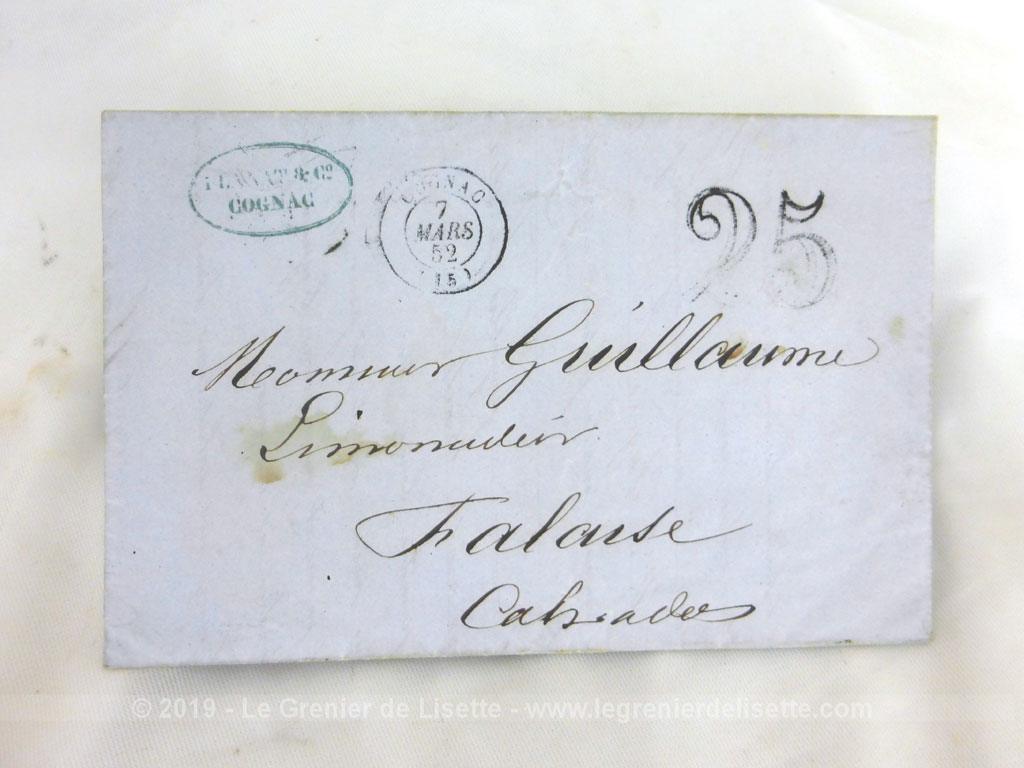 & Cº
COGNAC
COGNAC
7
MARS
52
(15)
25
Monsieur Guillaume
Limonadier
Falaise
Calvados
© 2019 - Le Grenier de Lisette - www.legrenierdelisette.com